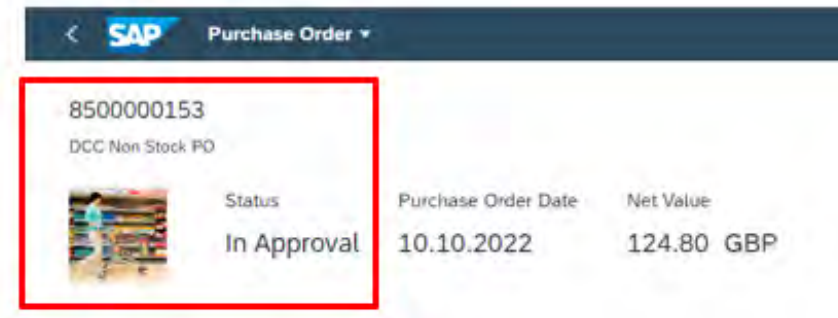 SAP Purchase Order
8500000153
DCC Non Stock PO
Status Purchase Order Date Net Value
In Approval 10.10.2022 124.80 GBP